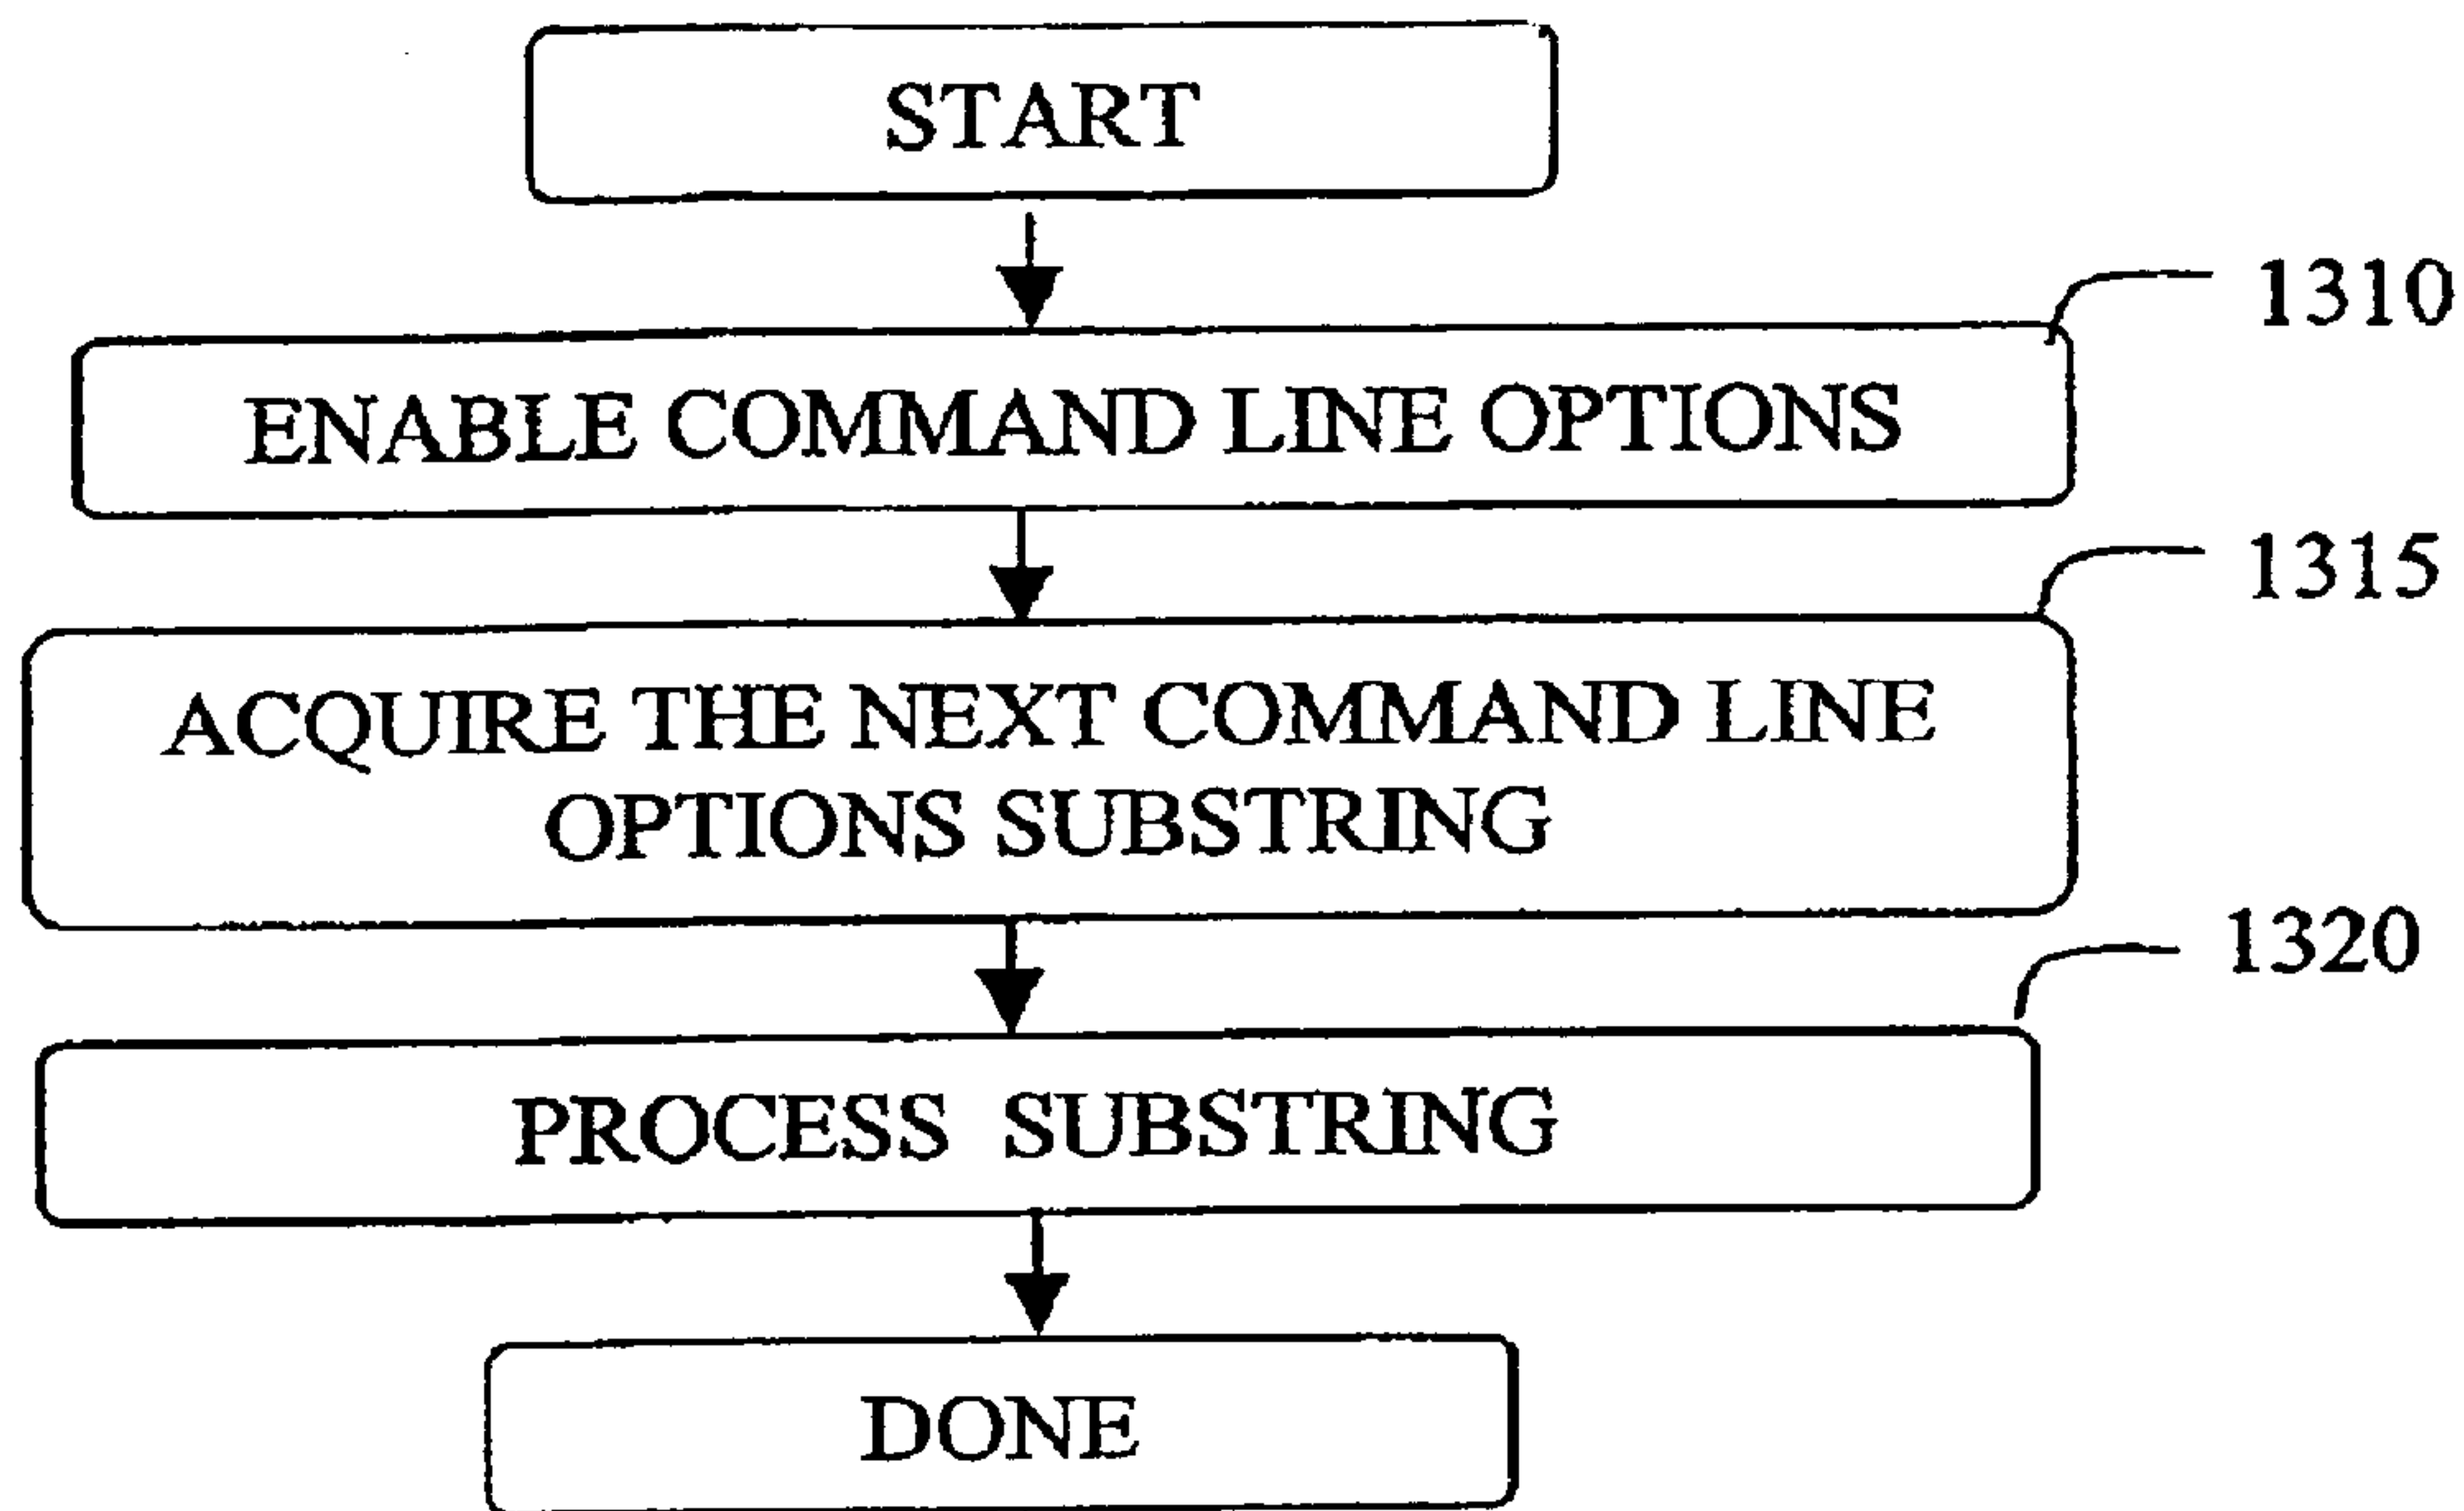 START
1310
ENABLE COMMAND LINE OPTIONS
1315
ACQUIRE THE NEXT COMMAND LINE
OPTIONS SUBSTRING
1320
PROCESS SUBSTRING
DONE